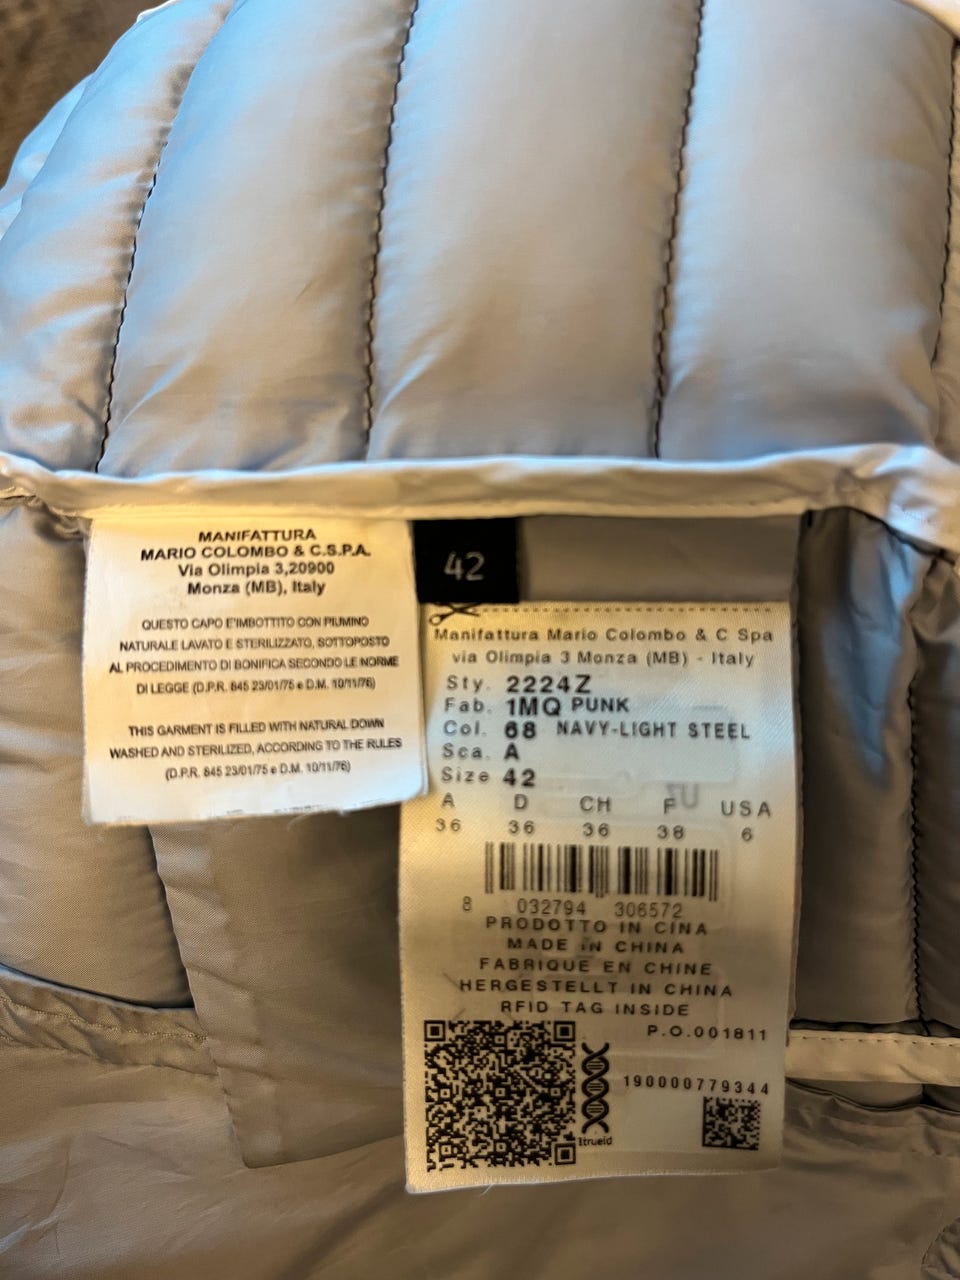 MANIFATTURA
MARIO COLOMBO & C.S.P.A.
Via Olimpia 3,20900
Monza (MB), Italy
QUESTO CAPO E'IMBOTTITO CON PIUMINO
NATURALE LAVATO E STERILIZZATO, SOTTOPOSTO
AL PROCEDIMENTO DI BONIFICA SECONDO LE NORME
DI LEGGE (D.P.R. 845 23/01/75 e D.M. 10/11/76)
THIS GARMENT IS FILLED WITH NATURAL DOWN
WASHED AND STERILIZED, ACCORDING TO THE RULES
(D.P.R. 845 23/01/75 e D.M. 10/11/76)
42
Manifattura Mario Colombo & C Spa
via Olimpia 3 Monza (MB) - Italy
Sty. 2224Z
Fab. 1MQ PUNK
Col. 68 NAVY-LIGHT STEEL
Sca. A
Size 42
A D CH F USA
36 36 36 38 6
8 032794 306572
PRODOTTO IN CINA
MADE IN CHINA
FABRIQUE EN CHINE
HERGESTELLT IN CHINA
RFID TAG INSIDE
P.O.001811
190000779344
1trueid